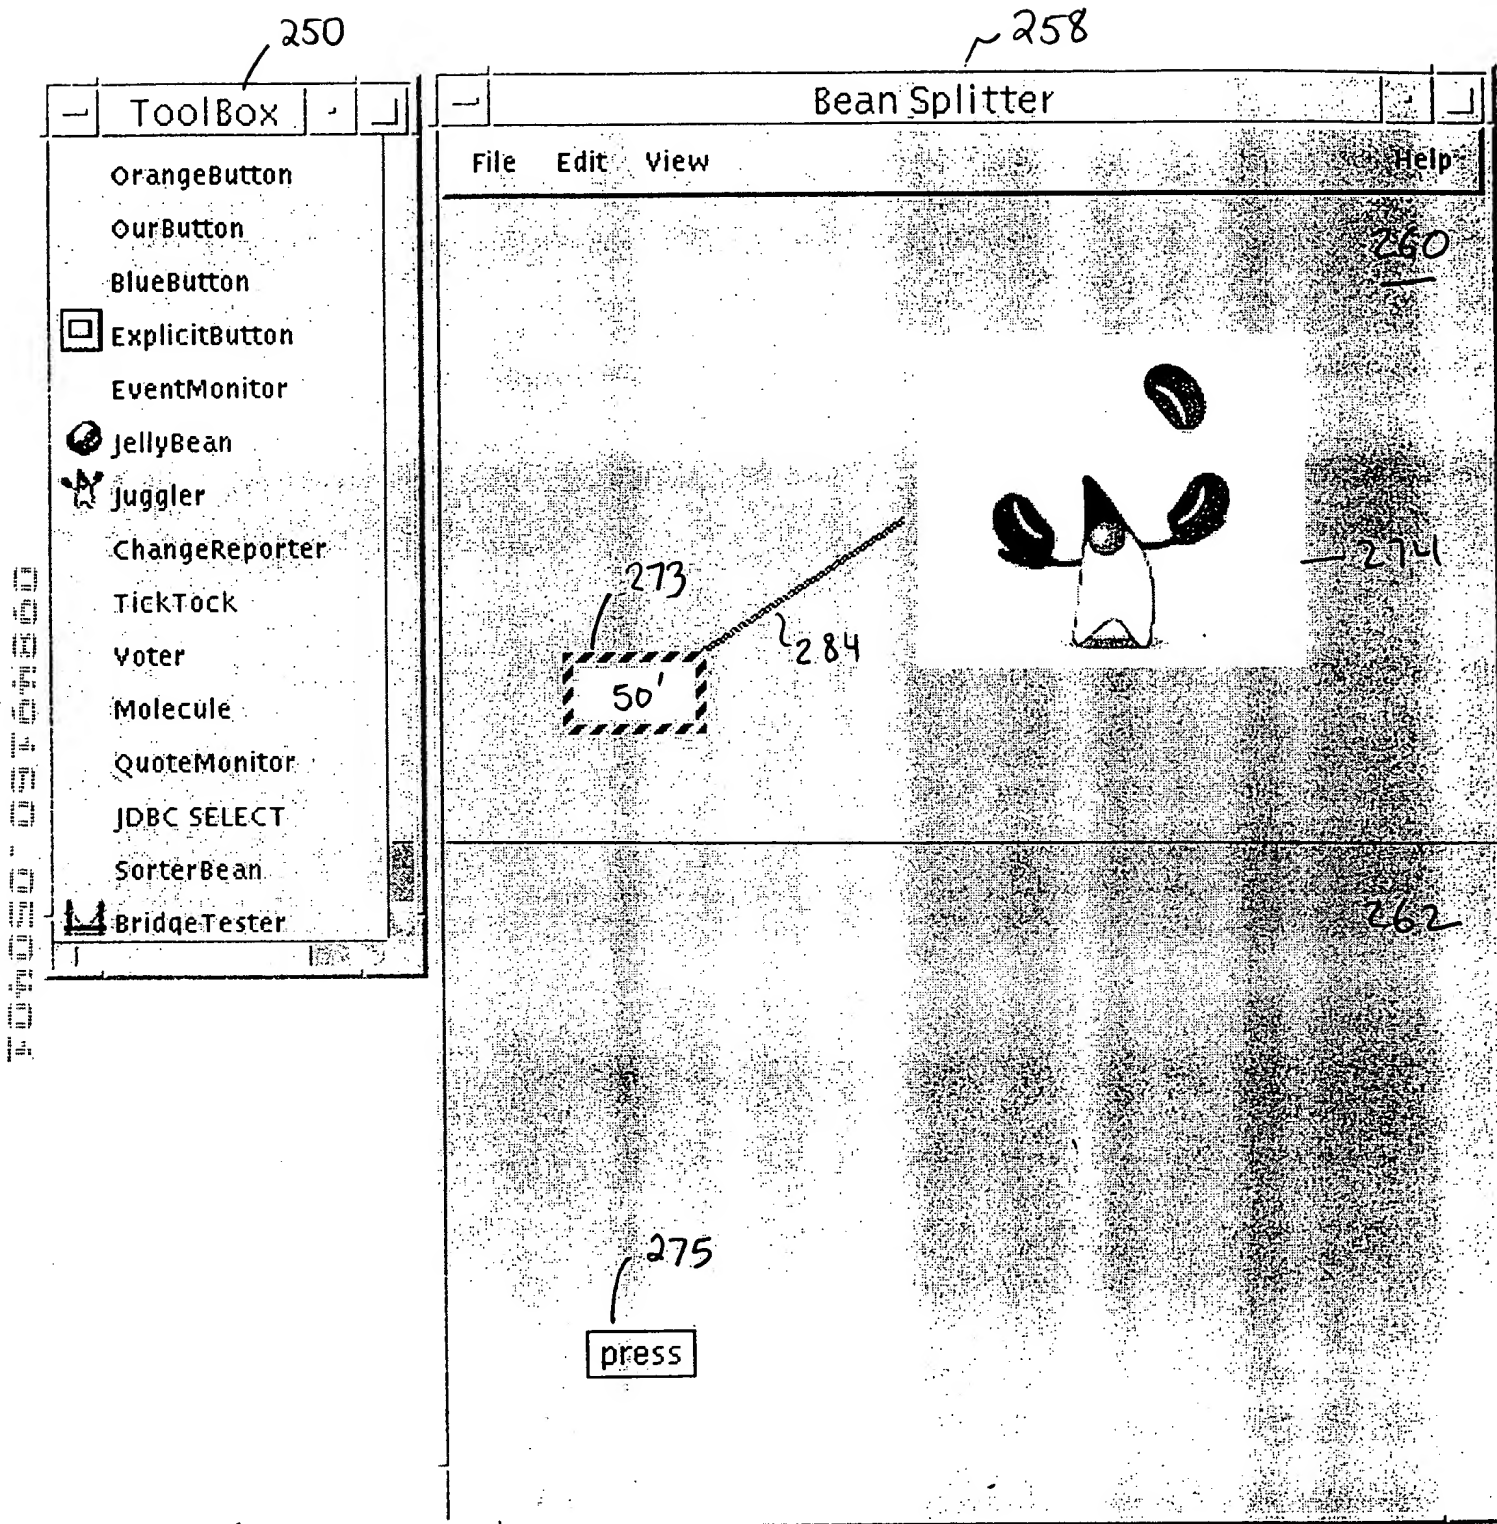 250
258
ToolBox
Bean Splitter
File Edit View Help
OrangeButton
OurButton
BlueButton
ExplicitButton
EventMonitor
JellyBean
Juggler
ChangeReporter
TickTock
Voter
Molecule
QuoteMonitor
JDBC SELECT
SorterBean
BridgeTester
260
274
273
284
50'
262
275
press